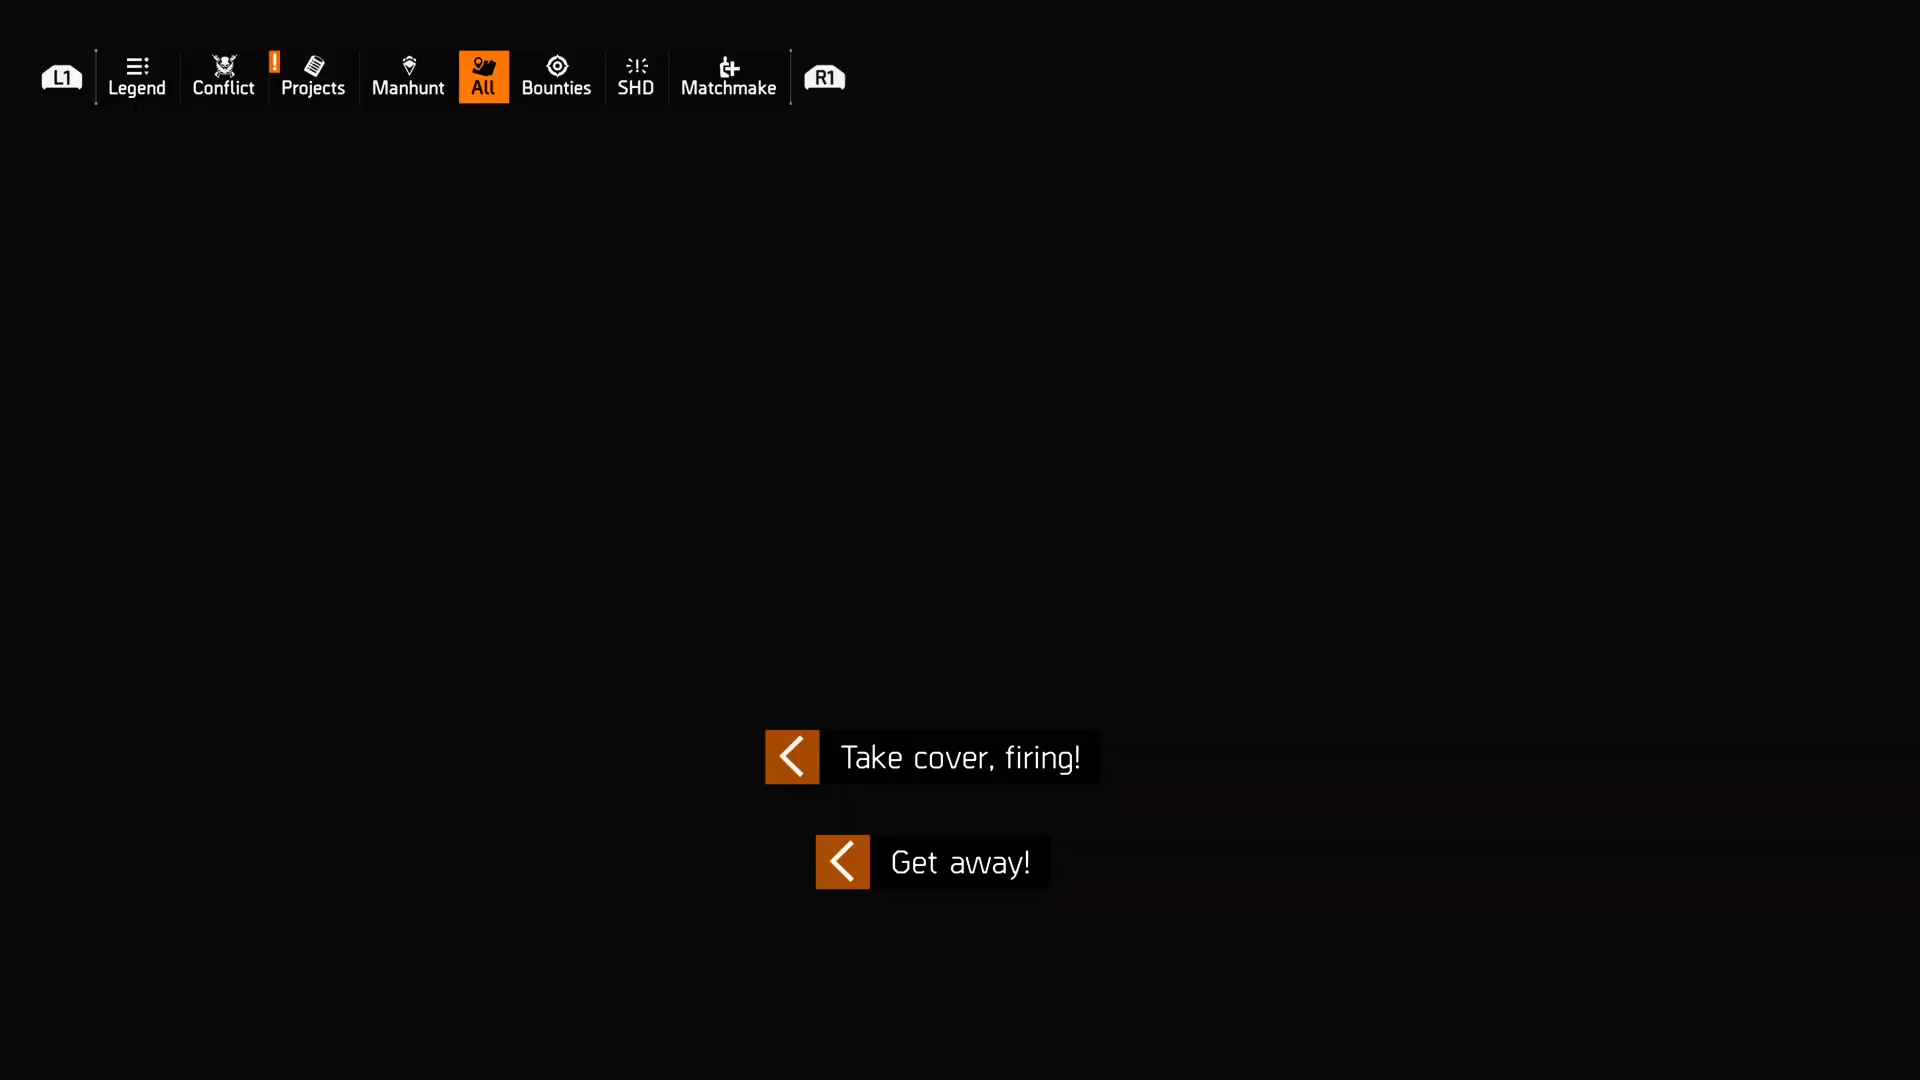 L1 Legend Conflict ! Projects Manhunt All Bounties SHD Matchmake R1
Take cover, firing!
Get away!